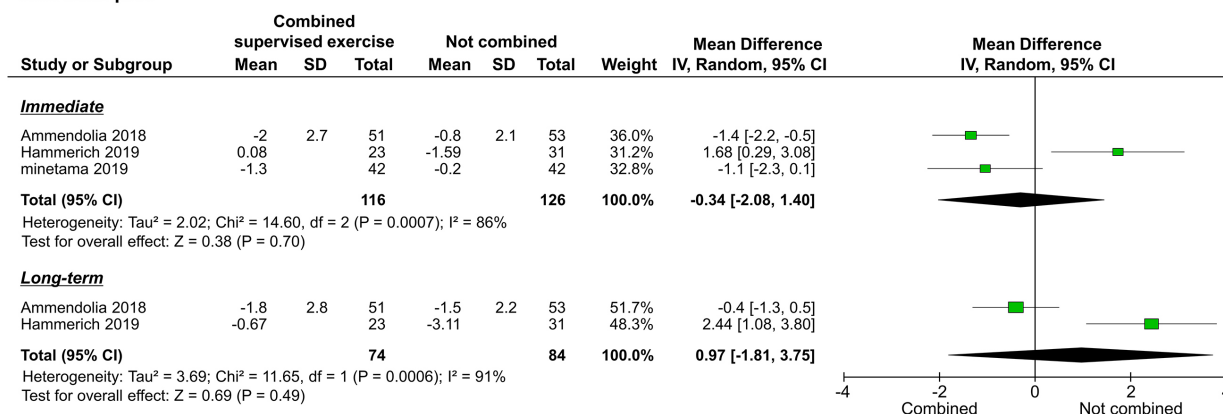 Combined
supervised exercise Not combined Mean Difference Mean Difference
Study or Subgroup Mean SD Total Mean SD Total Weight IV, Random, 95% CI IV, Random, 95% CI
Immediate
Ammendolia 2018 -2 2.7 51 -0.8 2.1 53 36.0% -1.4 [-2.2, -0.5]
Hammerich 2019 0.08 23 -1.59 31 31.2% 1.68 [0.29, 3.08]
minetama 2019 -1.3 42 -0.2 42 32.8% -1.1 [-2.3, 0.1]
Total (95% CI) 116 126 100.0% -0.34 [-2.08, 1.40]
Heterogeneity: Tau² = 2.02; Chi² = 14.60, df = 2 (P = 0.0007); I² = 86%
Test for overall effect: Z = 0.38 (P = 0.70)
Long-term
Ammendolia 2018 -1.8 2.8 51 -1.5 2.2 53 51.7% -0.4 [-1.3, 0.5]
Hammerich 2019 -0.67 23 -3.11 31 48.3% 2.44 [1.08, 3.80]
Total (95% CI) 74 84 100.0% 0.97 [-1.81, 3.75]
Heterogeneity: Tau² = 3.69; Chi² = 11.65, df = 1 (P = 0.0006); I² = 91%
Test for overall effect: Z = 0.69 (P = 0.49)
-4 -2 0 2
Combined Not combined